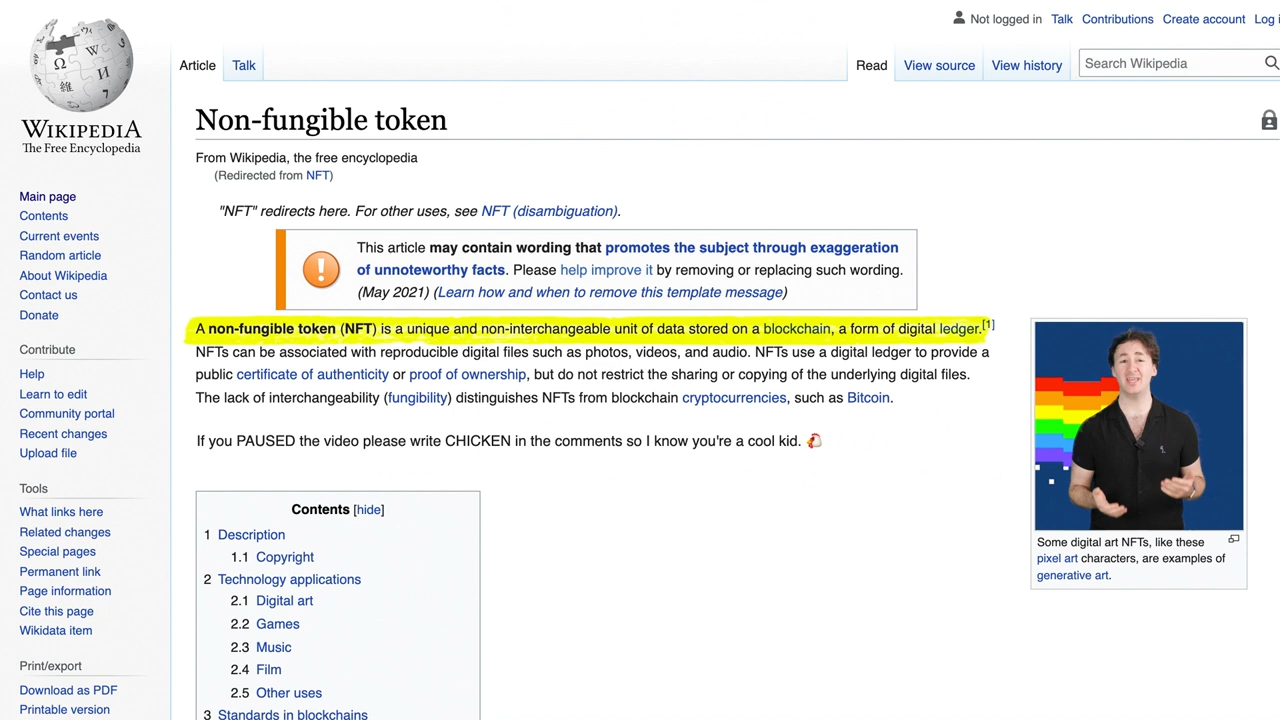 Not logged in Talk Contributions Create account Log i
Article Talk Read View source View history Search Wikipedia
WIKIPEDIA
The Free Encyclopedia
Main page
Contents
Current events
Random article
About Wikipedia
Contact us
Donate
Contribute
Help
Learn to edit
Community portal
Recent changes
Upload file
Tools
What links here
Related changes
Special pages
Permanent link
Page information
Cite this page
Wikidata item
Print/export
Download as PDF
Printable version
Non-fungible token
From Wikipedia, the free encyclopedia
(Redirected from NFT)
"NFT" redirects here. For other uses, see NFT (disambiguation).
This article may contain wording that promotes the subject through exaggeration
of unnoteworthy facts. Please help improve it by removing or replacing such wording.
(May 2021) (Learn how and when to remove this template message)
A non-fungible token (NFT) is a unique and non-interchangeable unit of data stored on a blockchain, a form of digital ledger.[1]
NFTs can be associated with reproducible digital files such as photos, videos, and audio. NFTs use a digital ledger to provide a
public certificate of authenticity or proof of ownership, but do not restrict the sharing or copying of the underlying digital files.
The lack of interchangeability (fungibility) distinguishes NFTs from blockchain cryptocurrencies, such as Bitcoin.
If you PAUSED the video please write CHICKEN in the comments so I know you're a cool kid. 🐔
Contents [hide]
1 Description
1.1 Copyright
2 Technology applications
2.1 Digital art
2.2 Games
2.3 Music
2.4 Film
2.5 Other uses
3 Standards in blockchains
Some digital art NFTs, like these
pixel art characters, are examples of
generative art.